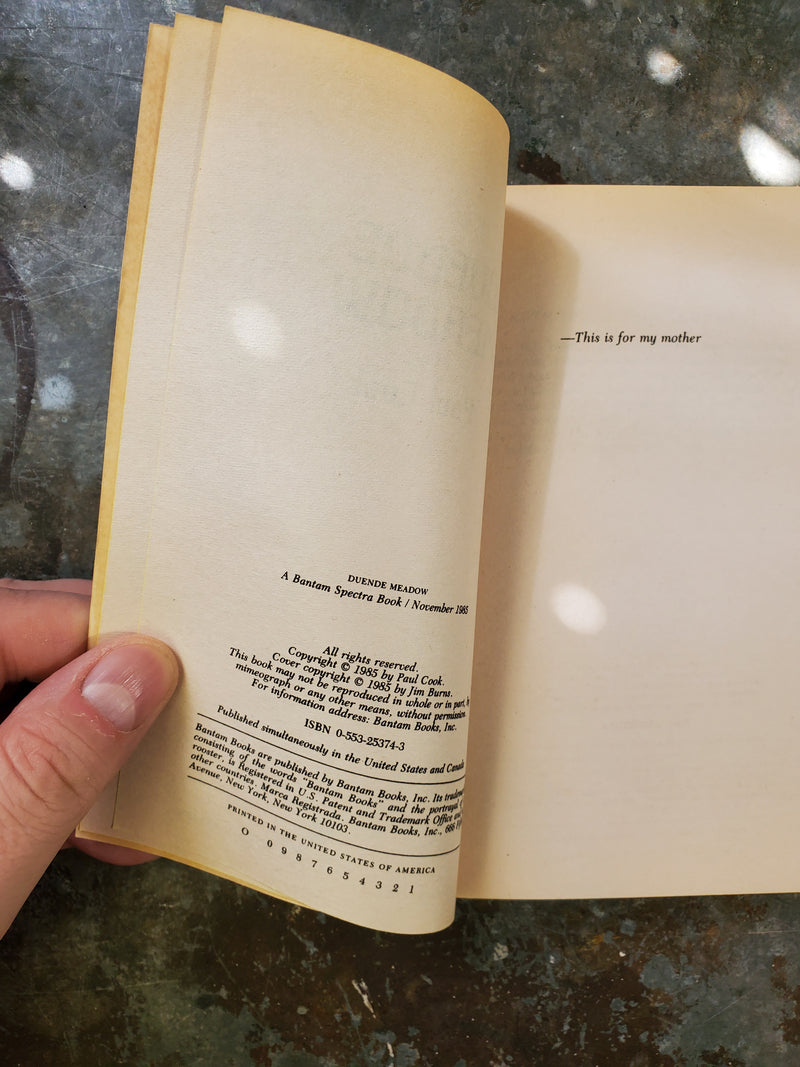 DUENDE MEADOW
A Bantam Spectra Book / November 1985
All rights reserved.
Copyright © 1985 by Paul Cook.
Cover copyright © 1985 by Jim Burns.
This book may not be reproduced in whole or in part, by
mimeograph or any other means, without permission.
For information address: Bantam Books, Inc.
ISBN 0-553-25374-3
Published simultaneously in the United States and Canada
Bantam Books are published by Bantam Books, Inc. Its
consisting of the words "Bantam Books" and the portrayal
rooster, is Registered in U.S. Patent and Trademark Office and
other countries. Marca Registrada. Bantam Books, Inc., 666
Avenue, New York, New York 10103.
PRINTED IN THE UNITED STATES OF AMERICA
O 0 9 8 7 6 5 4 3 2 1
—This is for my mother